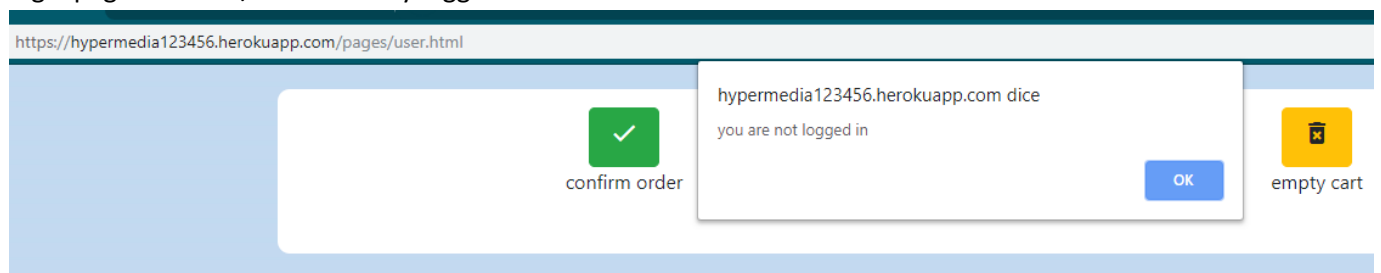 https://hypermedia123456.herokuapp.com/pages/user.html
hypermedia123456.herokuapp.com dice
you are not logged in
OK
confirm order
empty cart